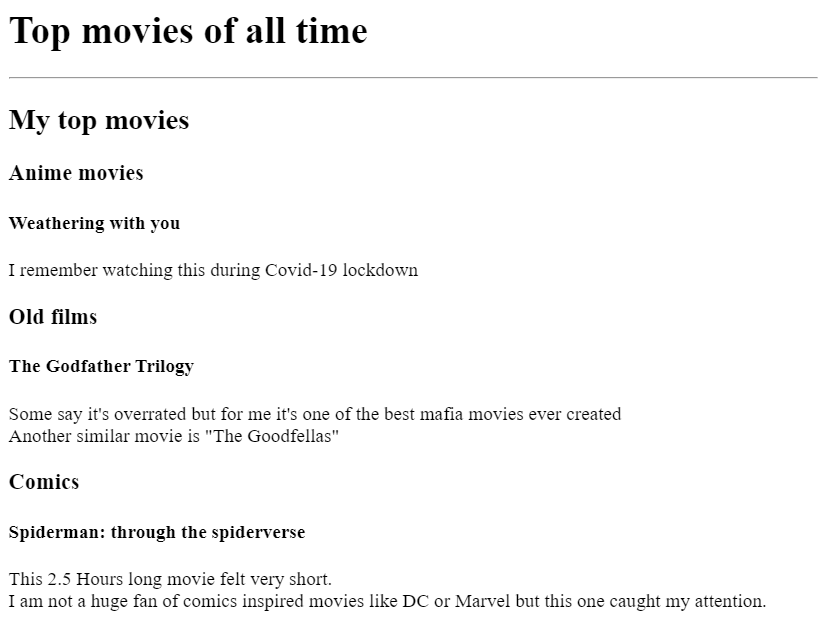 Top movies of all time
My top movies
Anime movies
Weathering with you
I remember watching this during Covid-19 lockdown
Old films
The Godfather Trilogy
Some say it's overrated but for me it's one of the best mafia movies ever created
Another similar movie is "The Goodfellas"
Comics
Spiderman: through the spiderverse
This 2.5 Hours long movie felt very short.
I am not a huge fan of comics inspired movies like DC or Marvel but this one caught my attention.